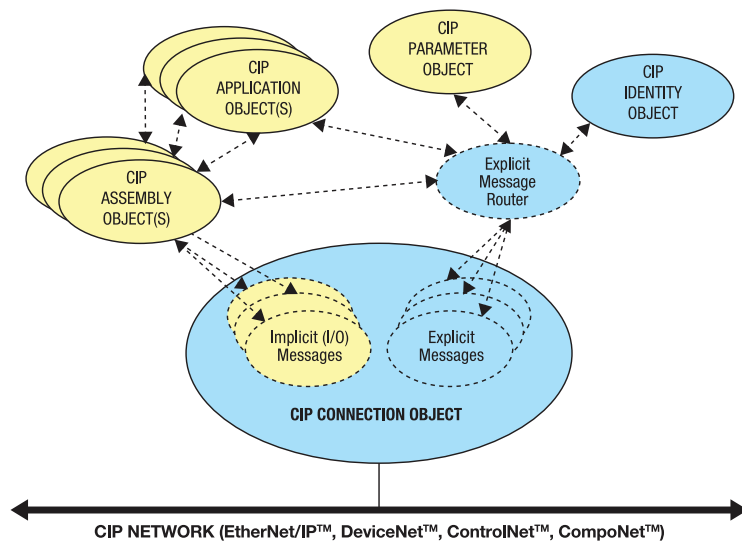 CIP
APPLICATION
OBJECT(S)
CIP
PARAMETER
OBJECT
CIP
IDENTITY
OBJECT
CIP
ASSEMBLY
OBJECT(S)
Explicit
Message
Router
Implicit (I/O)
Messages
Explicit
Messages
CIP CONNECTION OBJECT
CIP NETWORK (EtherNet/IP™, DeviceNet™, ControlNet™, CompoNet™)